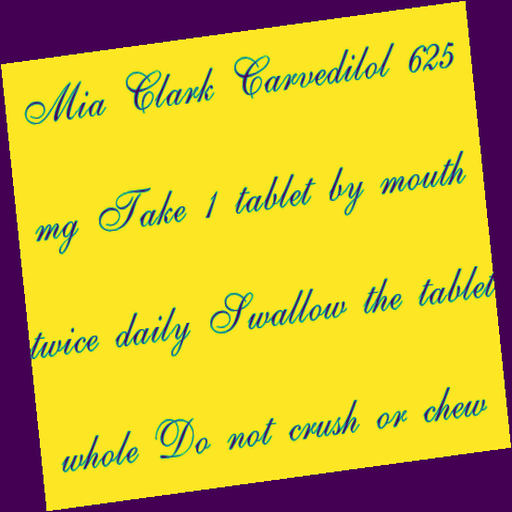 Mia Clark Carvedilol 625
mg Take 1 tablet by mouth
twice daily Swallow the tablet
whole Do not crush or chew